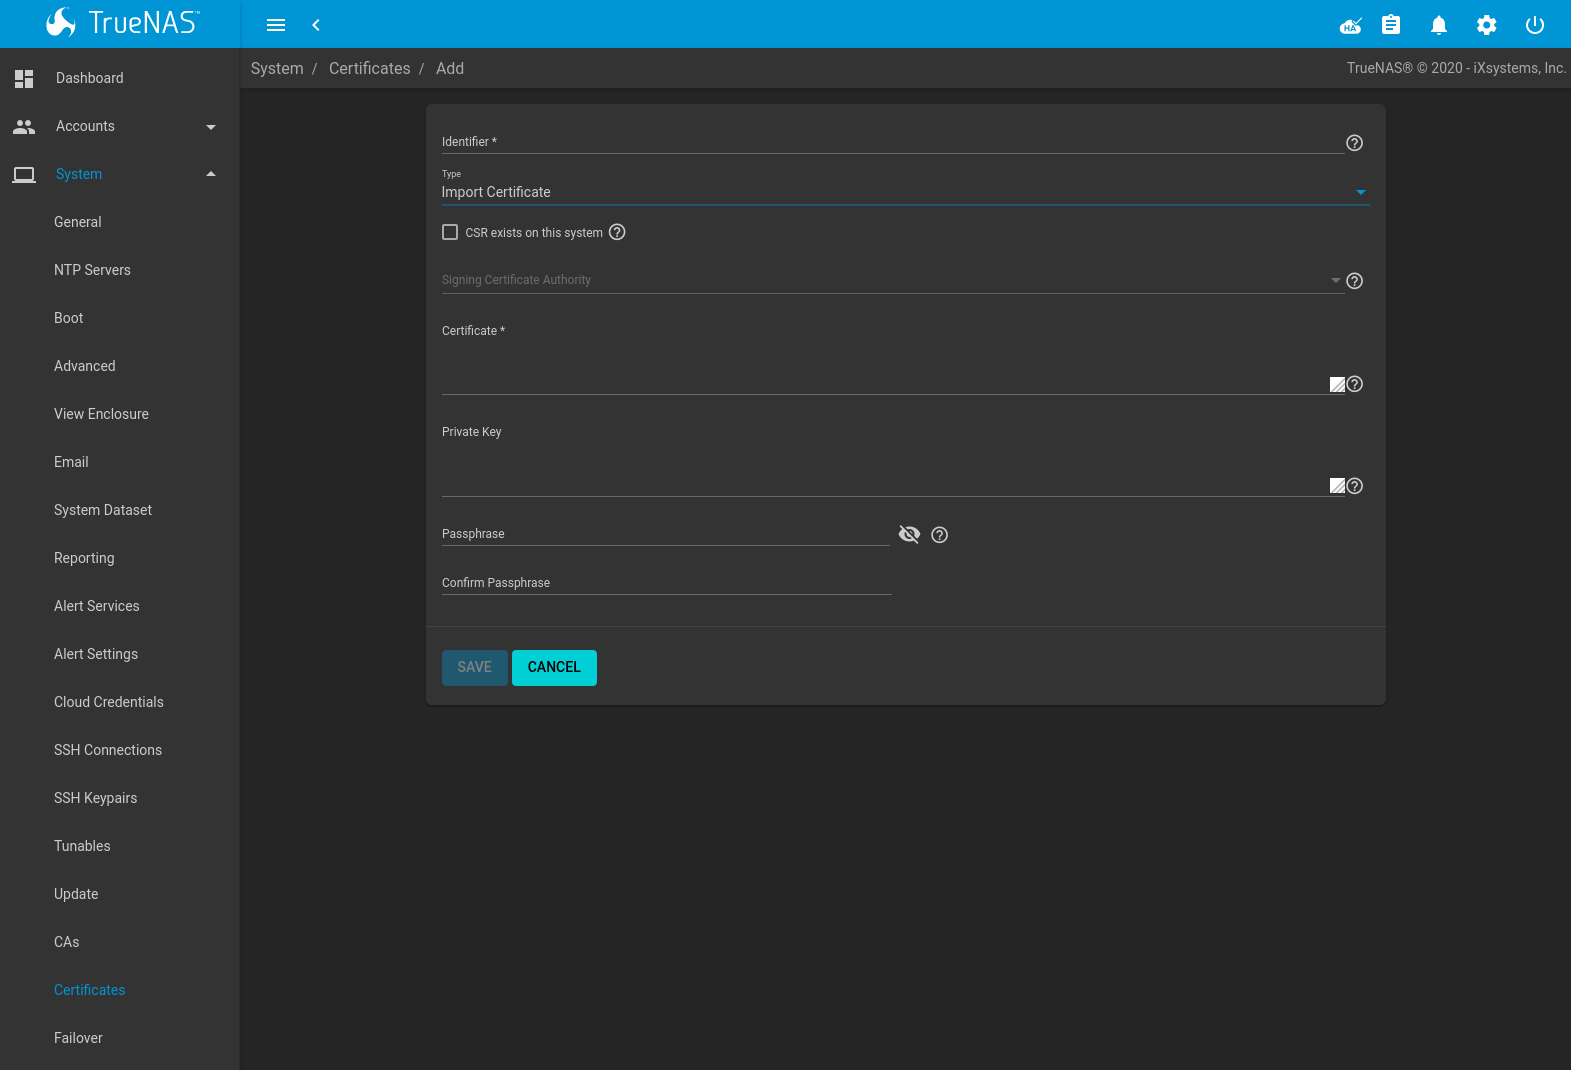 TrueNAS™
HA
System / Certificates / Add
TrueNAS® © 2020 - iXsystems, Inc.
Dashboard
Accounts
System
General
NTP Servers
Boot
Advanced
View Enclosure
Email
System Dataset
Reporting
Alert Services
Alert Settings
Cloud Credentials
SSH Connections
SSH Keypairs
Tunables
Update
CAs
Certificates
Failover
Identifier *
Type
Import Certificate
CSR exists on this system
Signing Certificate Authority
Certificate *
Private Key
Passphrase
Confirm Passphrase
SAVE CANCEL